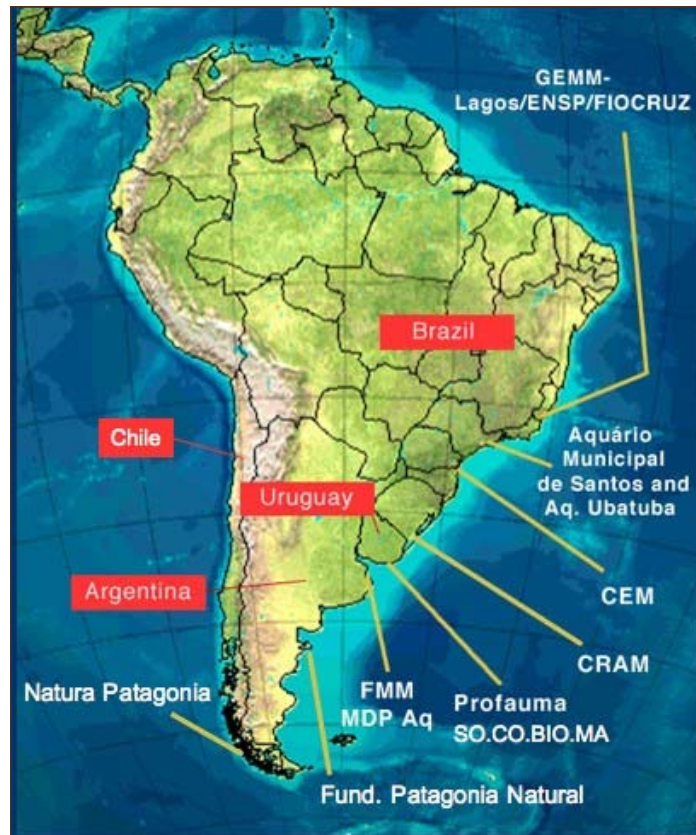 GEMM-
Lagos/ENSP/FIOCRUZ
Brazil
Chile
Aquário
Municipal
de Santos and
Aq. Ubatuba
Uruguay
Argentina
CEM
CRAM
Natura Patagonia
FMM
MDP Aq
Profauma
SO.CO.BIO.MA
Fund. Patagonia Natural